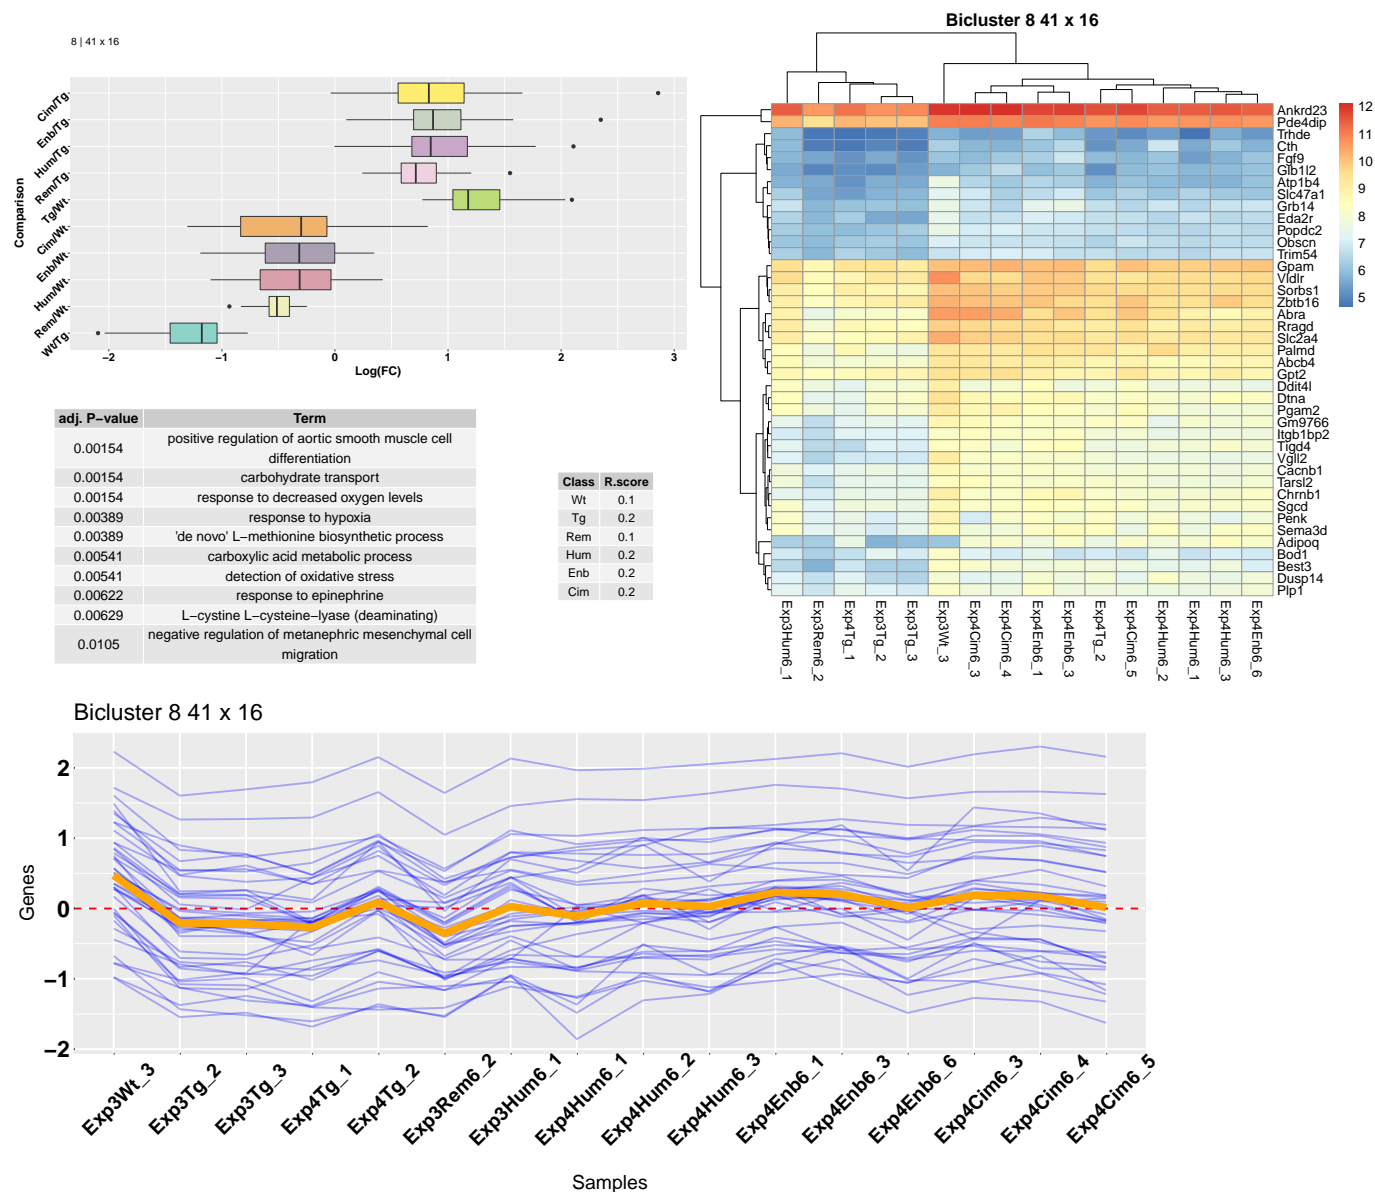 8 | 41 x 16
Comparison
Cim/Tg
Enb/Tg
Hum/Tg
Rem/Tg
Tg/Wt
Cim/Wt
Enb/Wt
Hum/Wt
Rem/Wt
Wt/Tg
−2 −1 0 1 2 3
Log(FC)
Bicluster 8 41 x 16
Ankrd23
Pde4dip
Trhde
Cth
Fgf9
Glb1l2
Atp1b4
Slc47a1
Grb14
Eda2r
Popdc2
Obscn
Trim54
Gpam
Vldlr
Sorbs1
Zbtb16
Abra
Rragd
Slc2a4
Palmd
Abcb4
Gpt2
Ddit4l
Dtna
Pgam2
Gm9766
Itgb1bp2
Tigd4
Vgll2
Cacnb1
Tarsl2
Chrnb1
Sgcd
Penk
Sema3d
Adipoq
Bod1
Best3
Dusp14
Plp1
12
11
10
9
8
7
6
5
Exp3Hum6_1
Exp3Rem6_2
Exp4Tg_1
Exp3Tg_2
Exp3Tg_3
Exp3Wt_3
Exp4Cim6_3
Exp4Cim6_4
Exp4Enb6_1
Exp4Enb6_3
Exp4Tg_2
Exp4Cim6_5
Exp4Hum6_2
Exp4Hum6_1
Exp4Hum6_3
Exp4Enb6_6
adj. P−value Term
0.00154 positive regulation of aortic smooth muscle cell
differentiation
0.00154 carbohydrate transport
0.00154 response to decreased oxygen levels
0.00389 response to hypoxia
0.00389 'de novo' L−methionine biosynthetic process
0.00541 carboxylic acid metabolic process
0.00541 detection of oxidative stress
0.00622 response to epinephrine
0.00629 L−cystine L−cysteine−lyase (deaminating)
0.0105 negative regulation of metanephric mesenchymal cell
migration
Class R.score
Wt 0.1
Tg 0.2
Rem 0.1
Hum 0.2
Enb 0.2
Cim 0.2
Bicluster 8 41 x 16
Genes
2
1
0
−1
−2
Exp3Wt_3
Exp3Tg_2
Exp3Tg_3
Exp4Tg_1
Exp4Tg_2
Exp3Rem6_2
Exp3Hum6_1
Exp4Hum6_1
Exp4Hum6_2
Exp4Hum6_3
Exp4Enb6_1
Exp4Enb6_3
Exp4Enb6_6
Exp4Cim6_3
Exp4Cim6_4
Exp4Cim6_5
Samples